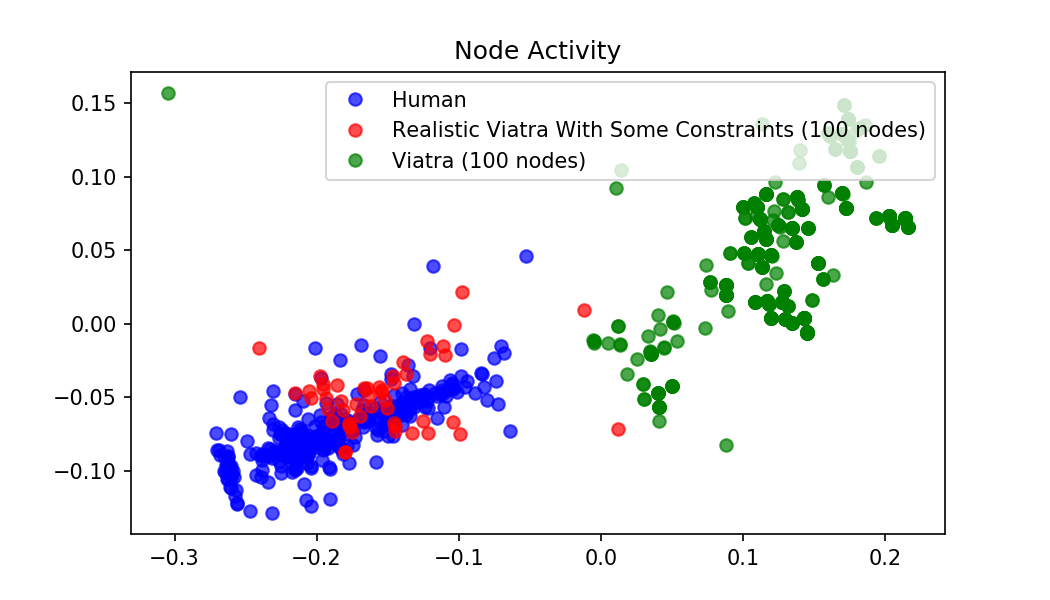 Node Activity
Human
Realistic Viatra With Some Constraints (100 nodes)
Viatra (100 nodes)
0.15
0.10
0.05
0.00
−0.05
−0.10
−0.3 −0.2 −0.1 0.0 0.1 0.2